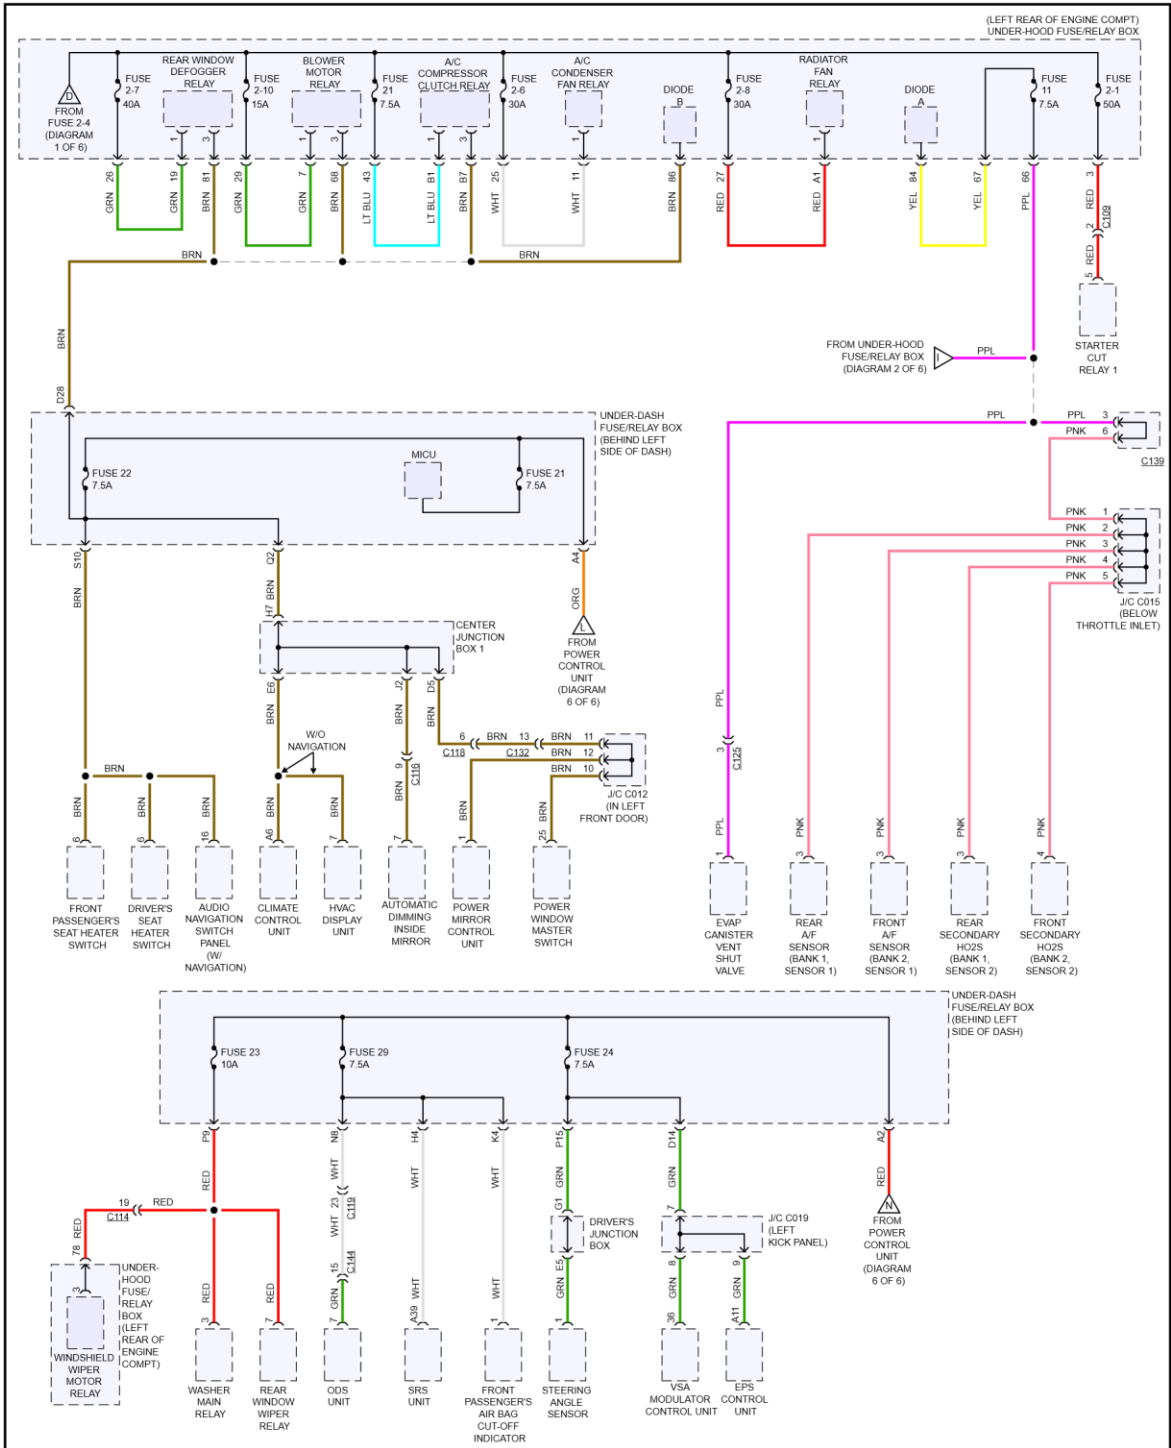 (LEFT REAR OF ENGINE COMPT)
UNDER-HOOD FUSE/RELAY BOX
D
FROM
FUSE 2-4
(DIAGRAM
1 OF 6)
FUSE
2-7
40A
REAR WINDOW
DEFOGGER
RELAY
FUSE
2-10
15A
BLOWER
MOTOR
RELAY
FUSE
21
7.5A
A/C
COMPRESSOR
CLUTCH RELAY
FUSE
2-6
30A
A/C
CONDENSER
FAN RELAY
DIODE
B
FUSE
2-8
30A
RADIATOR
FAN
RELAY
DIODE
A
FUSE
11
7.5A
FUSE
2-1
50A
1 3 1 3 1 3 1 1
26 19 81 29 7 68 43 B1 B7 25 11 86 27 A1 84 67 66 3
GRN GRN BRN GRN GRN BRN LT BLU LT BLU BRN WHT WHT BRN RED RED YEL YEL PPL RED
2 C109
RED
5
STARTER
CUT
RELAY 1
BRN BRN
BRN
D28
FROM UNDER-HOOD
FUSE/RELAY BOX
(DIAGRAM 2 OF 6)
I
PPL
UNDER-DASH
FUSE/RELAY BOX
(BEHIND LEFT
SIDE OF DASH)
FUSE 22
7.5A
MICU
FUSE 21
7.5A
PPL PPL 3
PNK 6
C139
PNK 1
PNK 2
PNK 3
PNK 4
PNK 5
J/C C015
(BELOW
THROTTLE INLET)
S10 Q2 A4
BRN BRN ORG
H7
CENTER
JUNCTION
BOX 1
L
FROM
POWER
CONTROL
UNIT
(DIAGRAM
6 OF 6)
E6 J2 D5
BRN BRN BRN
W/O
NAVIGATION
6 BRN 13 BRN 11
C118 C132 BRN 12
BRN 10
J/C C012
(IN LEFT
FRONT DOOR)
9 C116
PPL
3 C125
BRN
BRN BRN BRN BRN BRN BRN BRN BRN PPL PNK PNK PNK PNK
6 6 16 A6 7 7 1 25 1 3 3 3 4
FRONT
PASSENGER'S
SEAT HEATER
SWITCH
DRIVER'S
SEAT
HEATER
SWITCH
AUDIO
NAVIGATION
SWITCH
PANEL
(W/
NAVIGATION)
CLIMATE
CONTROL
UNIT
HVAC
DISPLAY
UNIT
AUTOMATIC
DIMMING
INSIDE
MIRROR
POWER
MIRROR
CONTROL
UNIT
POWER
WINDOW
MASTER
SWITCH
EVAP
CANISTER
VENT
SHUT
VALVE
REAR
A/F
SENSOR
(BANK 1,
SENSOR 1)
FRONT
A/F
SENSOR
(BANK 2,
SENSOR 1)
REAR
SECONDARY
HO2S
(BANK 1,
SENSOR 2)
FRONT
SECONDARY
HO2S
(BANK 2,
SENSOR 2)
UNDER-DASH
FUSE/RELAY BOX
(BEHIND LEFT
SIDE OF DASH)
FUSE 23
10A
FUSE 29
7.5A
FUSE 24
7.5A
P9 N8 H4 K4 P15 D14 A2
RED WHT WHT WHT GRN GRN RED
19 RED
C114
RED
78
3
UNDER-
HOOD
FUSE/
RELAY
BOX
(LEFT
REAR OF
ENGINE
COMPT)
WINDSHIELD
WIPER
MOTOR
RELAY
23 C119
WHT
15 C144
G1
DRIVER'S
JUNCTION
BOX
E5
7
J/C C019
(LEFT
KICK PANEL)
8 9
N
FROM
POWER
CONTROL
UNIT
(DIAGRAM
6 OF 6)
RED RED GRN WHT WHT GRN GRN GRN
3 7 7 A39 1 1 36 A11
WASHER
MAIN
RELAY
REAR
WINDOW
WIPER
RELAY
ODS
UNIT
SRS
UNIT
FRONT
PASSENGER'S
AIR BAG
CUT-OFF
INDICATOR
STEERING
ANGLE
SENSOR
VSA
MODULATOR
CONTROL UNIT
EPS
CONTROL
UNIT